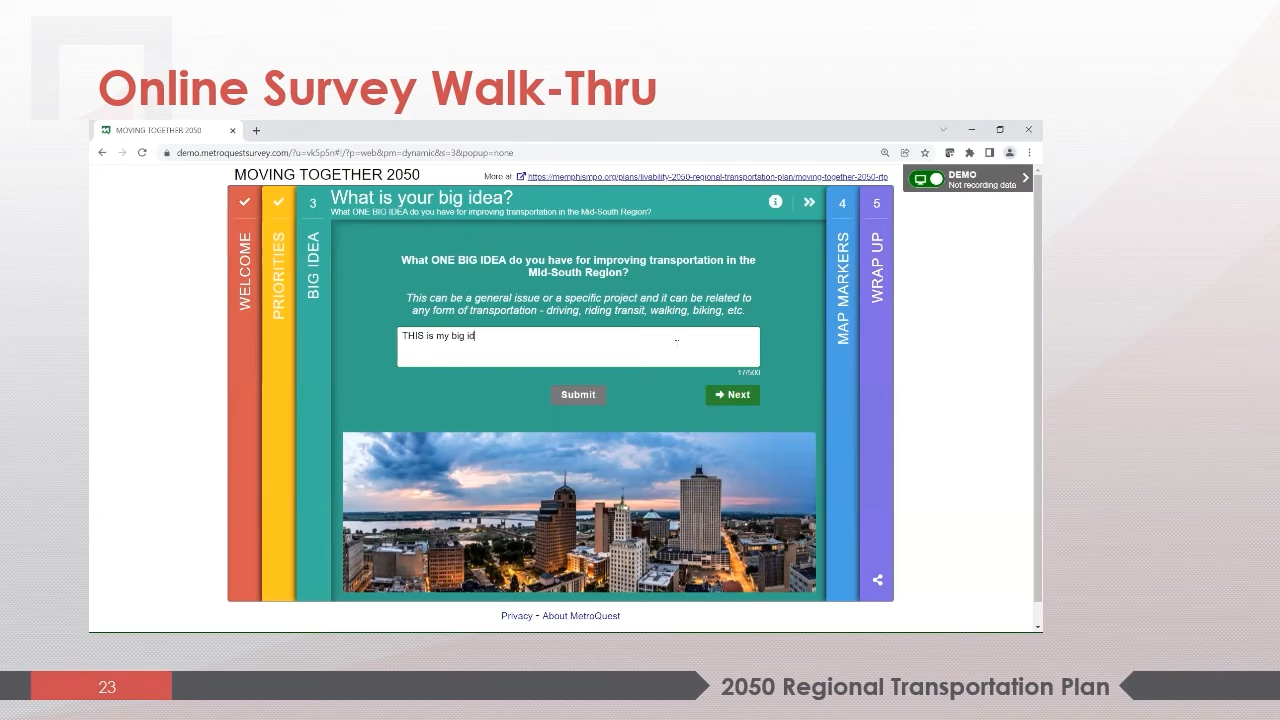 Online Survey Walk-Thru
MOVING TOGETHER 2050
demo.metroquestsurvey.com/?u=vk5p5n#!/?p=web&pm=dynamic&s=3&popup=none
MOVING TOGETHER 2050
More at: https://memphismpo.org/plans/livability-2050-regional-transportation-plan/moving-together-2050-rtp
DEMO
Not recording data
WELCOME
PRIORITIES
3
BIG IDEA
What is your big idea?
What ONE BIG IDEA do you have for improving transportation in the Mid-South Region?
4
MAP MARKERS
5
WRAP UP
What ONE BIG IDEA do you have for improving transportation in the
Mid-South Region?
This can be a general issue or a specific project and it can be related to
any form of transportation - driving, riding transit, walking, biking, etc.
THIS is my big id
17/500
Submit
Next
Privacy - About MetroQuest
23
2050 Regional Transportation Plan